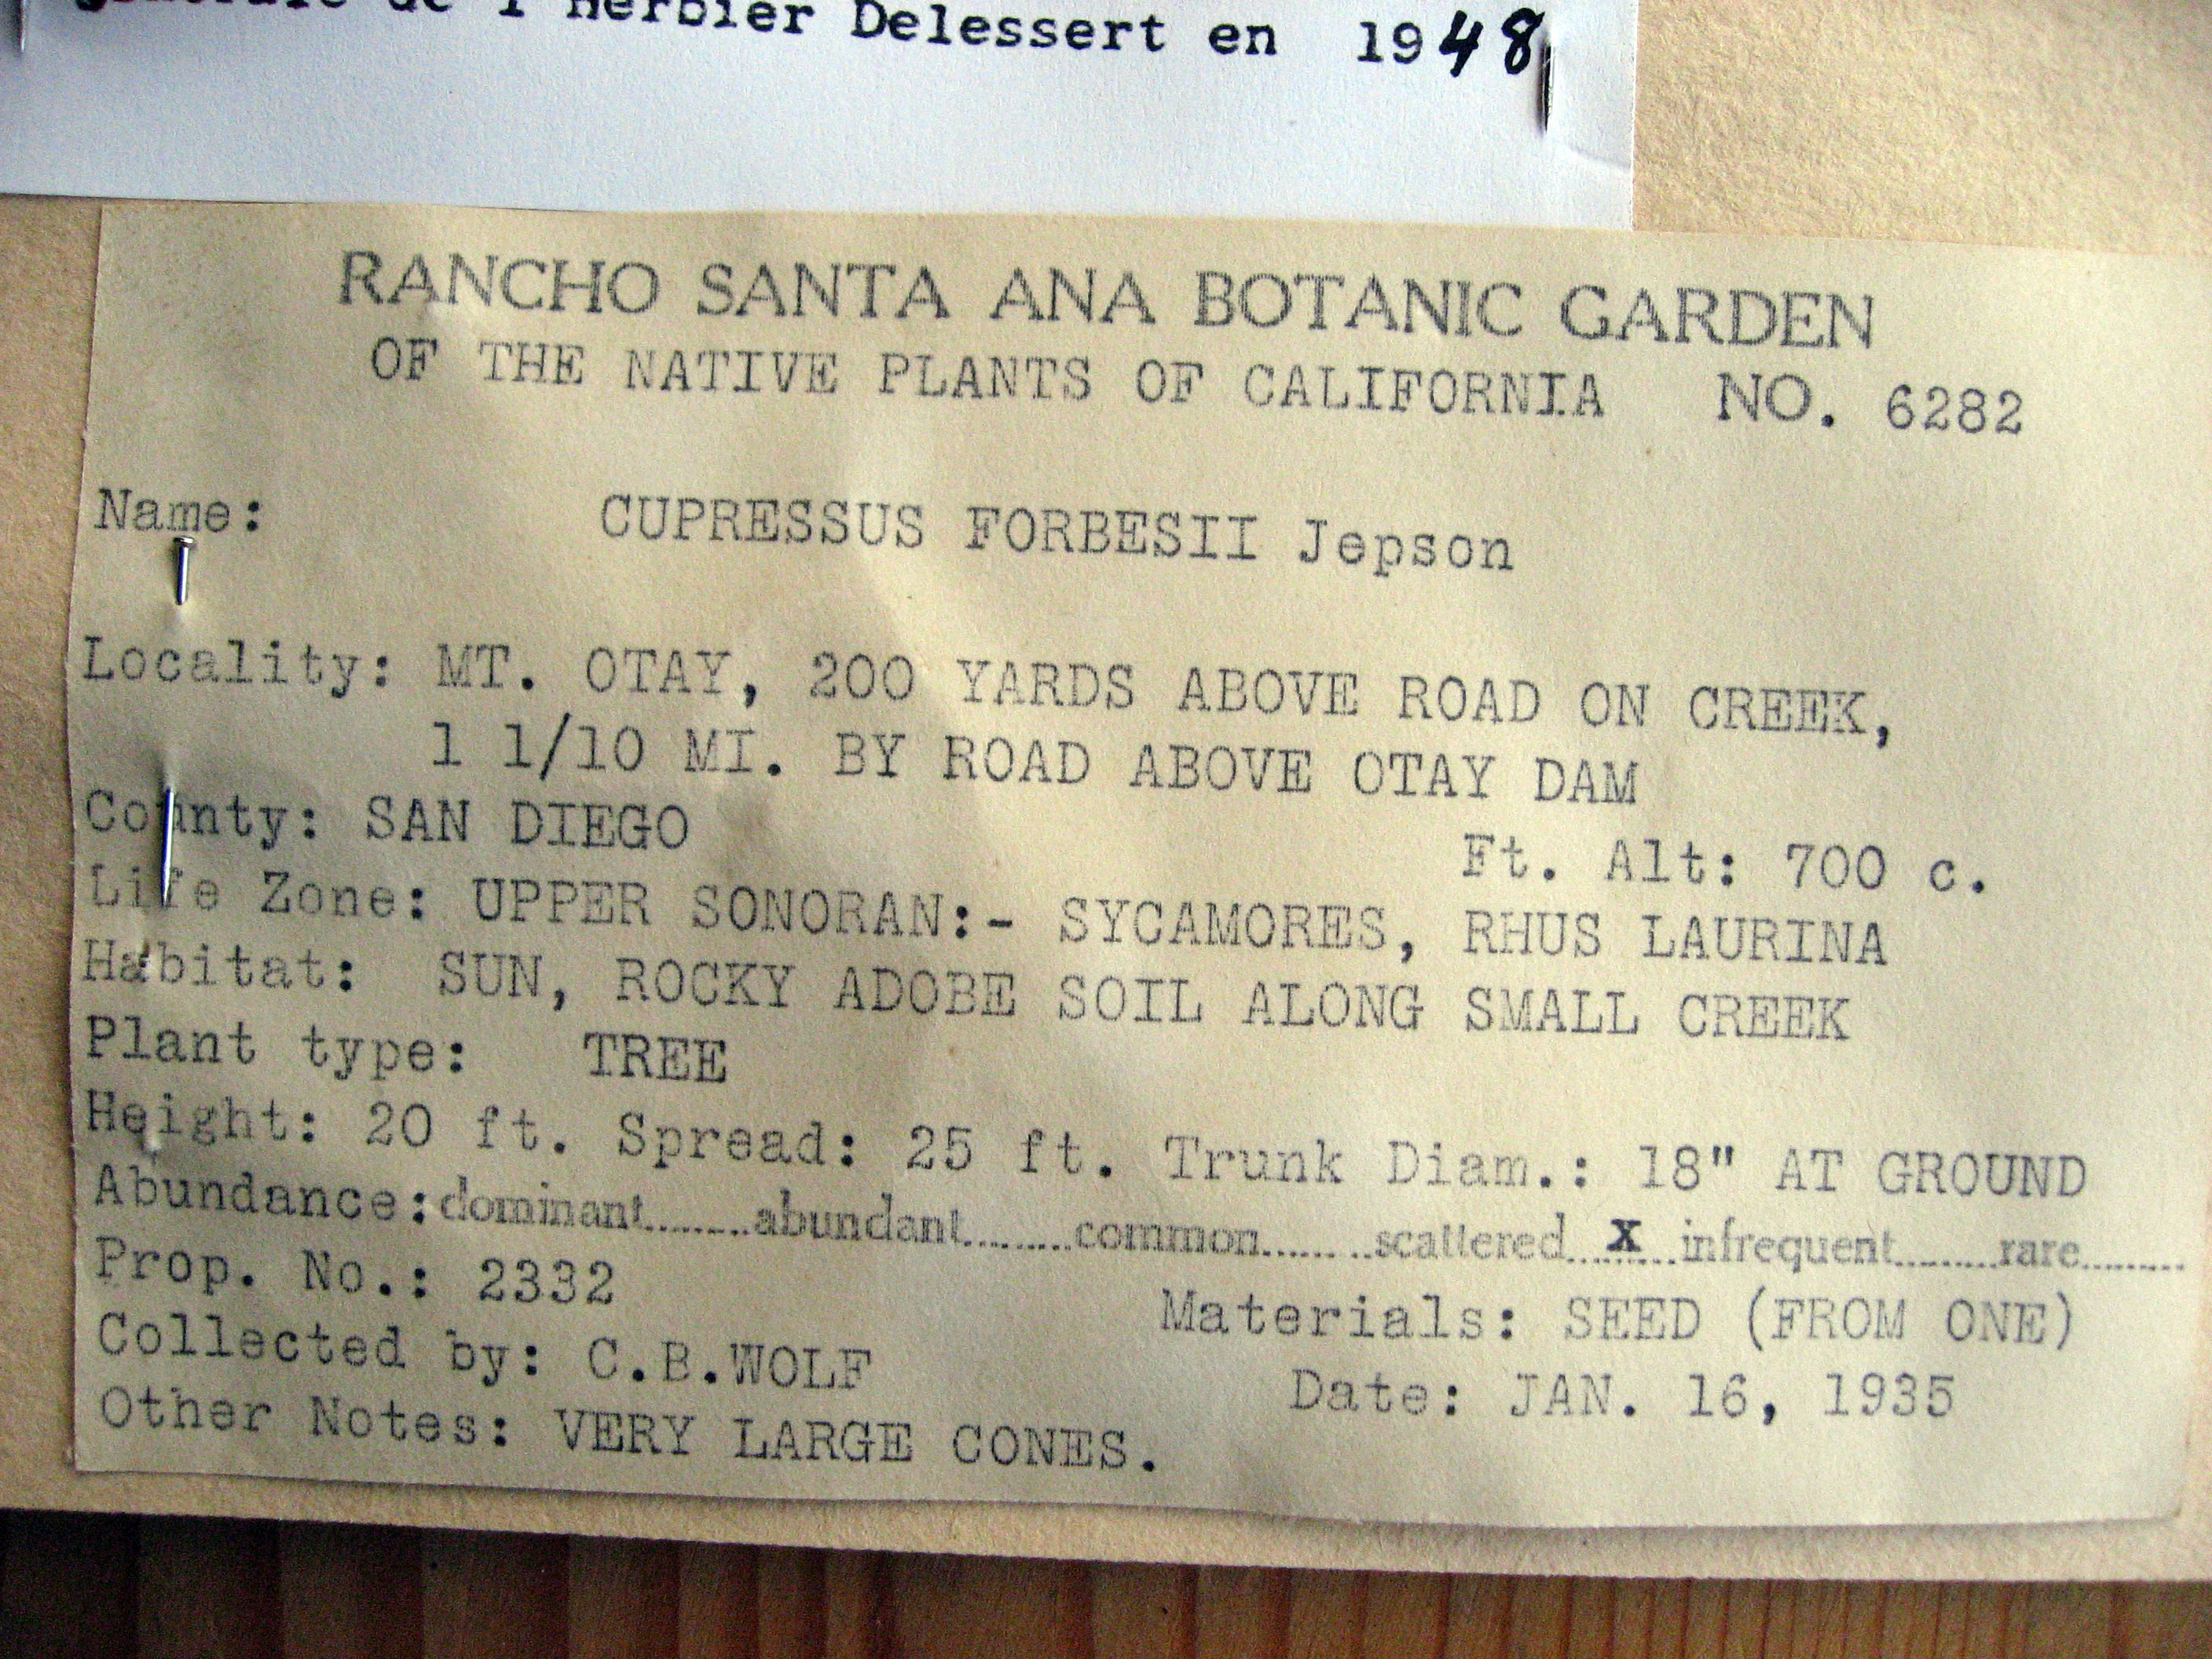 de l'Herbier Delessert en 1948
RANCHO SANTA ANA BOTANIC GARDEN
OF THE NATIVE PLANTS OF CALIFORNIA NO. 6282
Name: CUPRESSUS FORBESII Jepson
Locality: MT. OTAY, 200 YARDS ABOVE ROAD ON CREEK,
1 1/10 MI. BY ROAD ABOVE OTAY DAM
County: SAN DIEGO
Ft. Alt: 700 c.
Life Zone: UPPER SONORAN:- SYCAMORES, RHUS LAURINA
Habitat: SUN, ROCKY ADOBE SOIL ALONG SMALL CREEK
Plant type: TREE
Height: 20 ft. Spread: 25 ft. Trunk Diam.: 18" AT GROUND
Abundance: dominant........abundant.........common.........scattered...X...infrequent.........rare.........
Prop. No.: 2332 Materials: SEED (FROM ONE)
Collected by: C.B.WOLF Date: JAN. 16, 1935
Other Notes: VERY LARGE CONES.